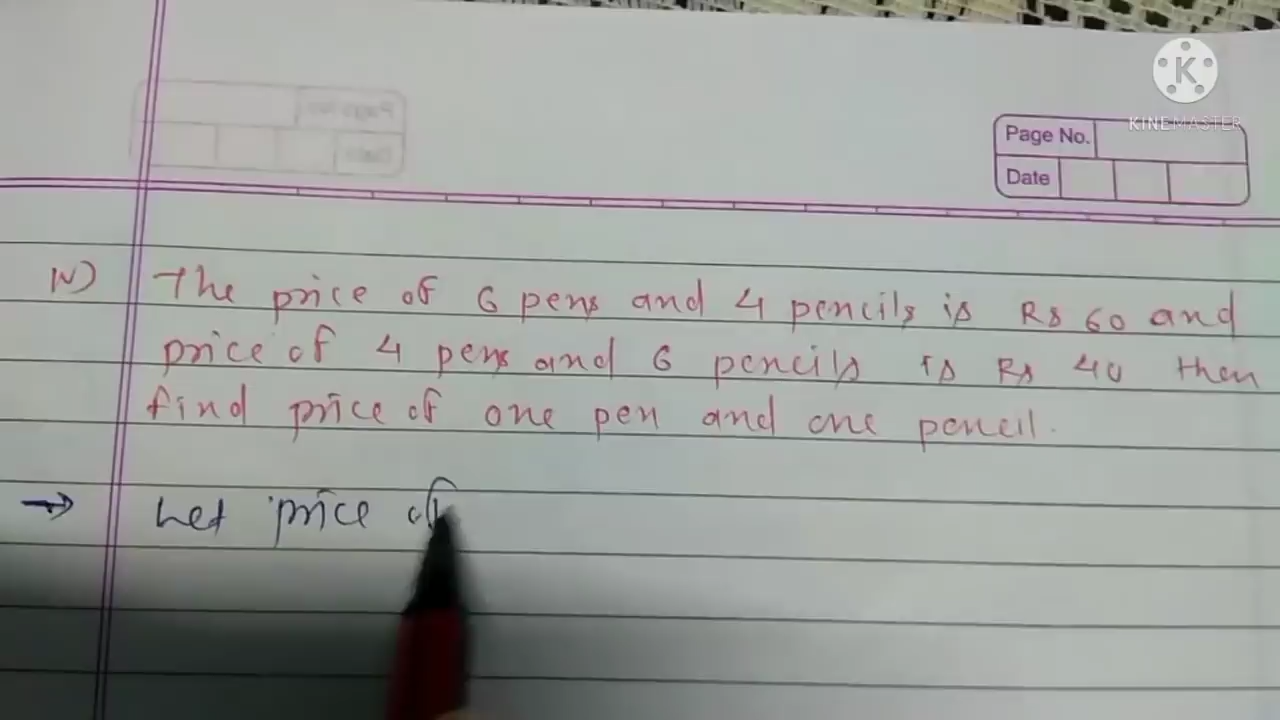 KINEMASTER
Page No.
Date
IV) The price of 6 pens and 4 pencils is Rs 60 and
price of 4 pens and 6 pencils is Rs 40 then
find price of one pen and one pencil.
→ Let price of